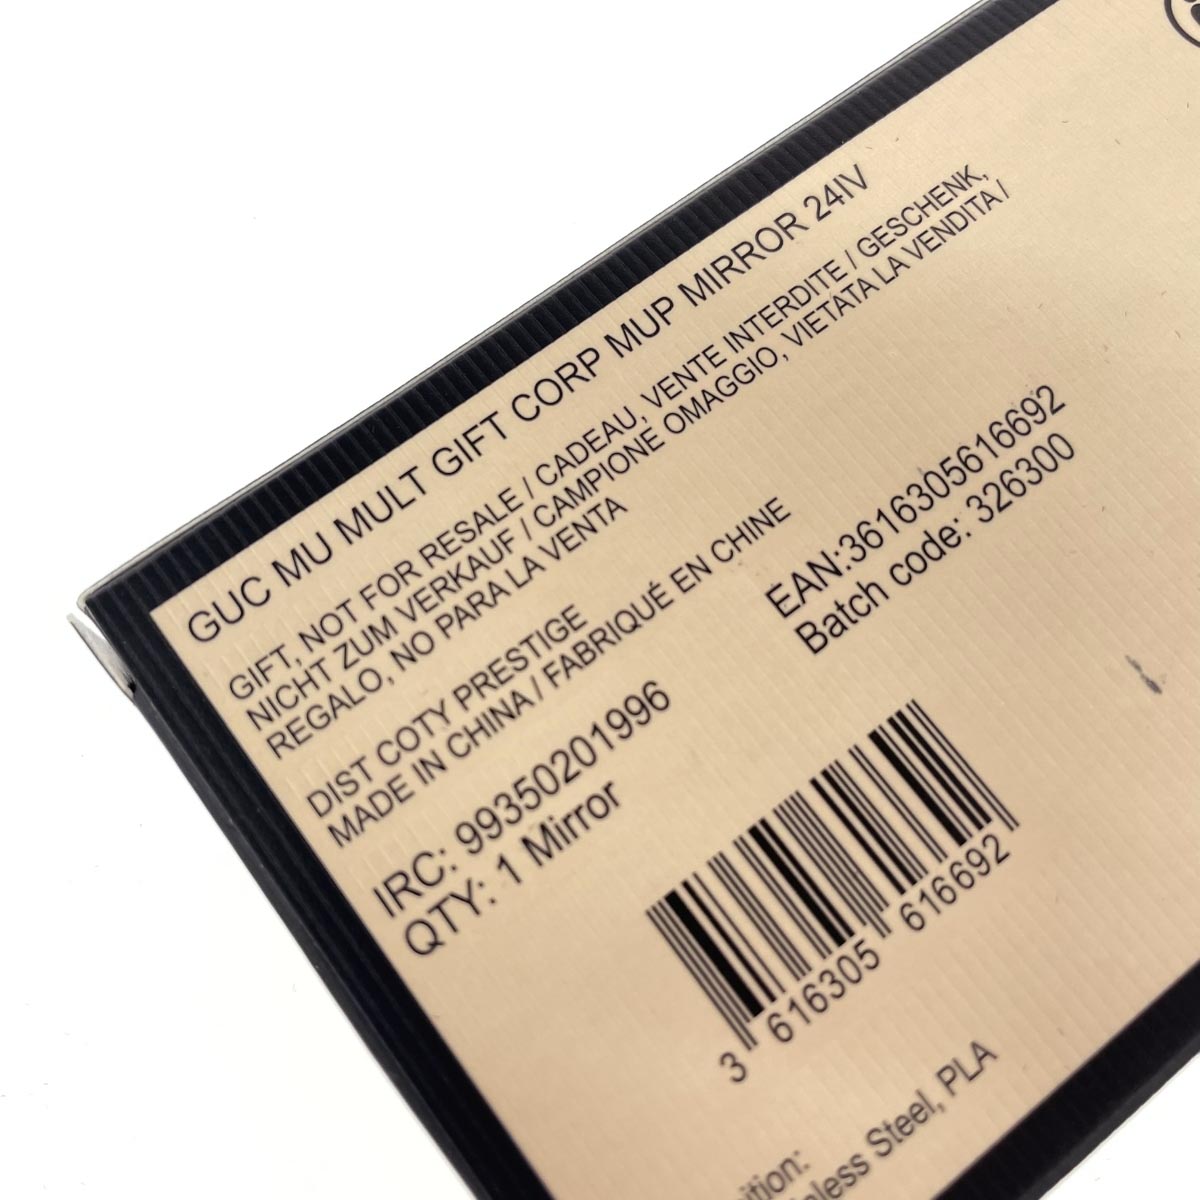 GUC MU MULT GIFT CORP MUP MIRROR 24IV
GIFT, NOT FOR RESALE / CADEAU, VENTE INTERDITE / GESCHENK,
NICHT ZUM VERKAUF / CAMPIONE OMAGGIO, VIETATA LA VENDITA /
REGALO, NO PARA LA VENTA
DIST COTY PRESTIGE
MADE IN CHINA / FABRIQUÉ EN CHINE
EAN:3616305616692
Batch code: 326300
IRC: 99350201996
QTY: 1 Mirror
3 616305 616692
Steel, PLA